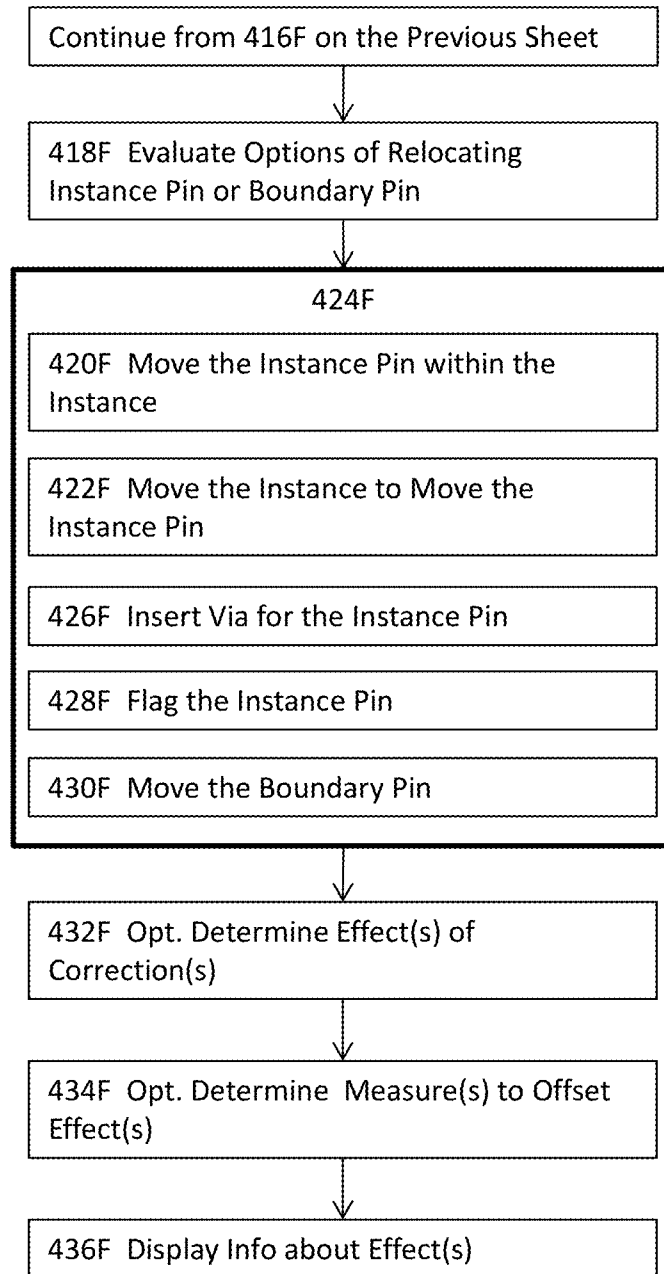 Continue from 416F on the Previous Sheet
418F Evaluate Options of Relocating
Instance Pin or Boundary Pin
424F
420F Move the Instance Pin within the
Instance
422F Move the Instance to Move the
Instance Pin
426F Insert Via for the Instance Pin
428F Flag the Instance Pin
430F Move the Boundary Pin
432F Opt. Determine Effect(s) of
Correction(s)
434F Opt. Determine Measure(s) to Offset
Effect(s)
436F Display Info about Effect(s)